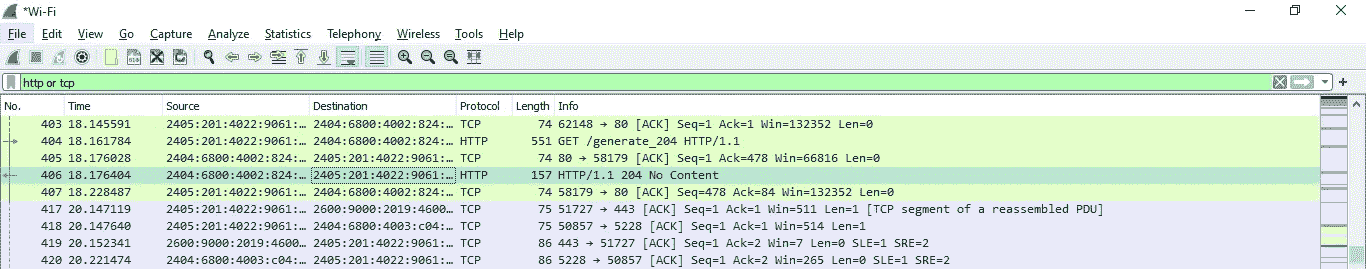 *Wi-Fi
File Edit View Go Capture Analyze Statistics Telephony Wireless Tools Help
http or tcp
No. Time Source Destination Protocol Length Info
403 18.145591 2405:201:4022:9061:… 2404:6800:4002:824:… TCP 74 62148 → 80 [ACK] Seq=1 Ack=1 Win=132352 Len=0
404 18.161784 2405:201:4022:9061:… 2404:6800:4002:824:… HTTP 551 GET /generate_204 HTTP/1.1
405 18.176028 2404:6800:4002:824:… 2405:201:4022:9061:… TCP 74 80 → 58179 [ACK] Seq=1 Ack=478 Win=66816 Len=0
406 18.176404 2404:6800:4002:824:… 2405:201:4022:9061:… HTTP 157 HTTP/1.1 204 No Content
407 18.228487 2405:201:4022:9061:… 2404:6800:4002:824:… TCP 74 58179 → 80 [ACK] Seq=478 Ack=84 Win=132352 Len=0
417 20.147119 2405:201:4022:9061:… 2600:9000:2019:4600… TCP 75 51727 → 443 [ACK] Seq=1 Ack=1 Win=511 Len=1 [TCP segment of a reassembled PDU]
418 20.147640 2405:201:4022:9061:… 2404:6800:4003:c04:… TCP 75 50857 → 5228 [ACK] Seq=1 Ack=1 Win=514 Len=1
419 20.152341 2600:9000:2019:4600… 2405:201:4022:9061:… TCP 86 443 → 51727 [ACK] Seq=1 Ack=2 Win=7 Len=0 SLE=1 SRE=2
420 20.221474 2404:6800:4003:c04:… 2405:201:4022:9061:… TCP 86 5228 → 50857 [ACK] Seq=1 Ack=2 Win=265 Len=0 SLE=1 SRE=2